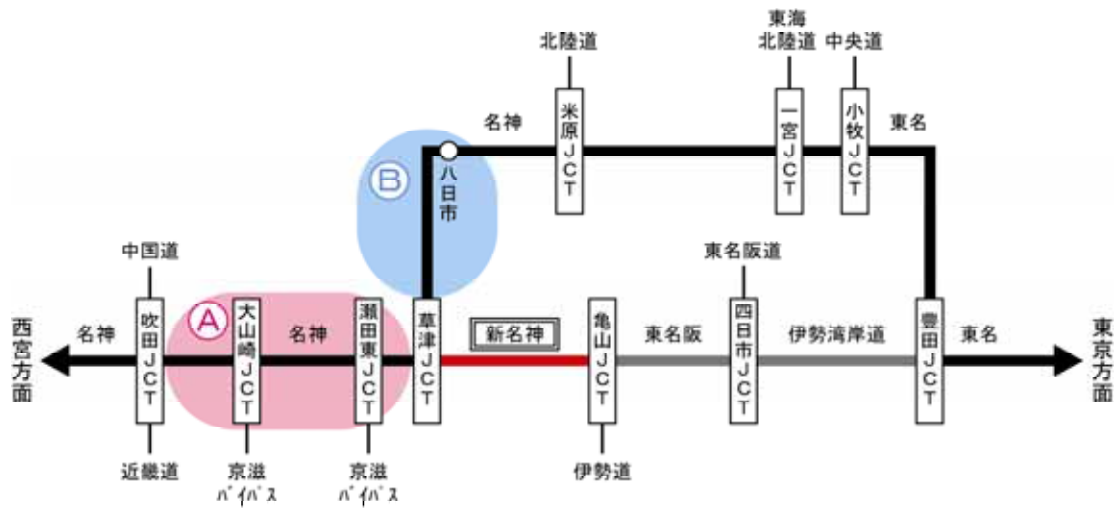 東海
北陸道
北陸道
中央道
名神
米原JCT
一宮JCT
小牧JCT
東名
B
八日市
中国道
東名阪道
西宮方面
名神
吹田JCT
A
大山崎JCT
名神
瀬田東JCT
草津JCT
新名神
亀山JCT
東名阪
四日市JCT
伊勢湾岸道
豊田JCT
東名
東京方面
近畿道
京滋
バイパス
京滋
バイパス
伊勢道